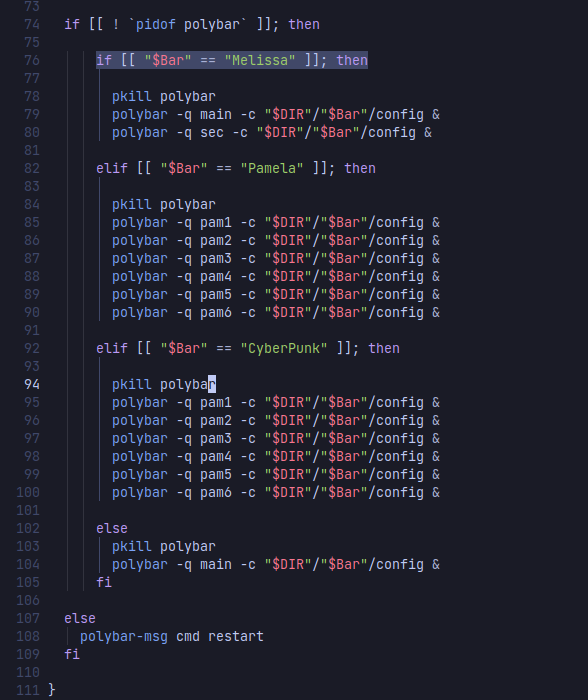 73
74 if [[ ! `pidof polybar` ]]; then
75
76 if [[ "$Bar" == "Melissa" ]]; then
77
78 pkill polybar
79 polybar -q main -c "$DIR"/"$Bar"/config &
80 polybar -q sec -c "$DIR"/"$Bar"/config &
81
82 elif [[ "$Bar" == "Pamela" ]]; then
83
84 pkill polybar
85 polybar -q pam1 -c "$DIR"/"$Bar"/config &
86 polybar -q pam2 -c "$DIR"/"$Bar"/config &
87 polybar -q pam3 -c "$DIR"/"$Bar"/config &
88 polybar -q pam4 -c "$DIR"/"$Bar"/config &
89 polybar -q pam5 -c "$DIR"/"$Bar"/config &
90 polybar -q pam6 -c "$DIR"/"$Bar"/config &
91
92 elif [[ "$Bar" == "CyberPunk" ]]; then
93
94 pkill polybar
95 polybar -q pam1 -c "$DIR"/"$Bar"/config &
96 polybar -q pam2 -c "$DIR"/"$Bar"/config &
97 polybar -q pam3 -c "$DIR"/"$Bar"/config &
98 polybar -q pam4 -c "$DIR"/"$Bar"/config &
99 polybar -q pam5 -c "$DIR"/"$Bar"/config &
100 polybar -q pam6 -c "$DIR"/"$Bar"/config &
101
102 else
103 pkill polybar
104 polybar -q main -c "$DIR"/"$Bar"/config &
105 fi
106
107 else
108 polybar-msg cmd restart
109 fi
110
111 }